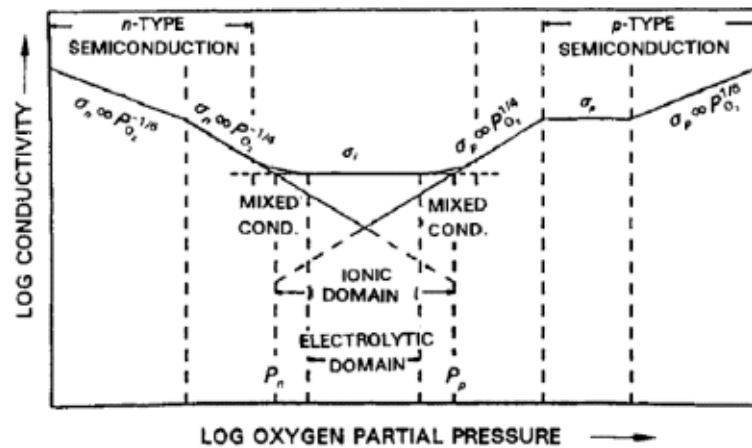 n-TYPE
SEMICONDUCTION
p-TYPE
SEMICONDUCTION
σn ∝ PO2^-1/6
σn ∝ PO2^-1/4
σi
σp ∝ PO2^1/4
σp
σp ∝ PO2^1/6
MIXED
COND.
MIXED
COND.
IONIC
DOMAIN
ELECTROLYTIC
DOMAIN
Pn
Pp
LOG CONDUCTIVITY
LOG OXYGEN PARTIAL PRESSURE